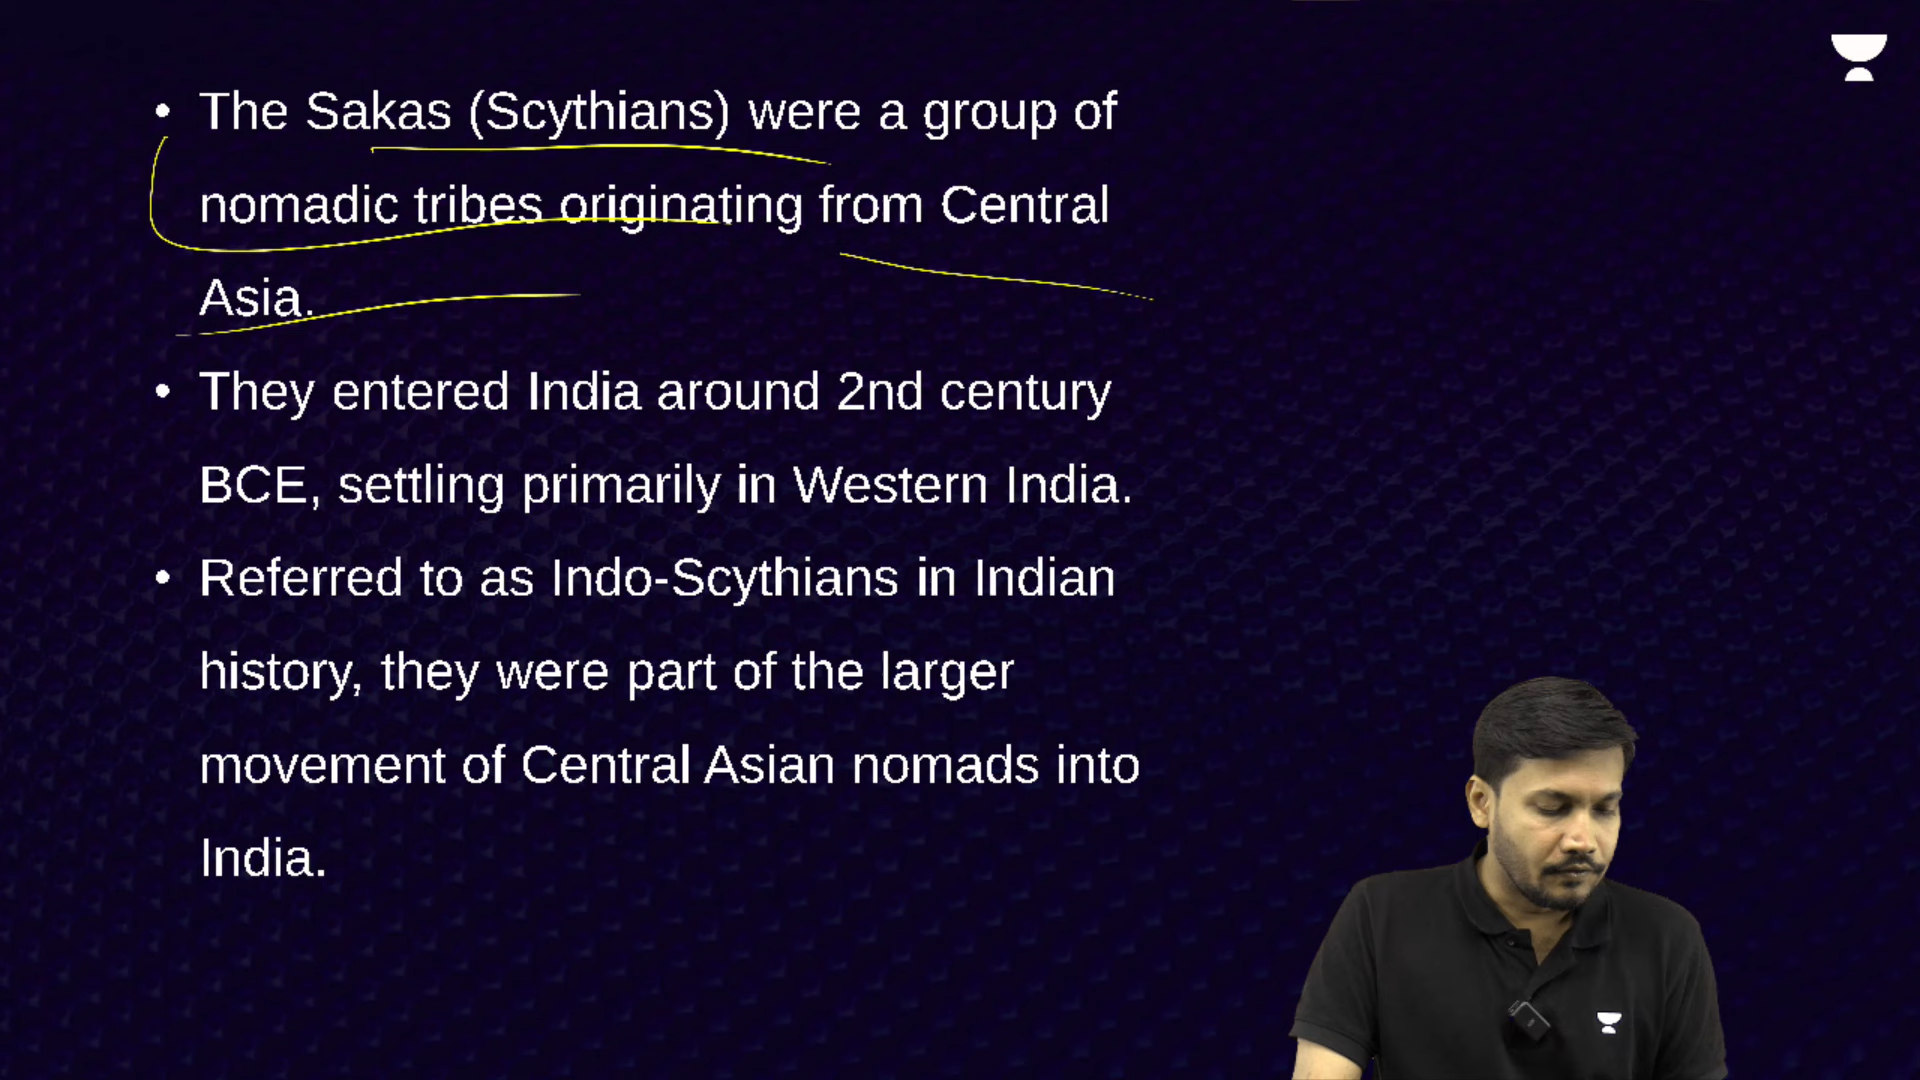 • The Sakas (Scythians) were a group of
nomadic tribes originating from Central
Asia.
• They entered India around 2nd century
BCE, settling primarily in Western India.
• Referred to as Indo-Scythians in Indian
history, they were part of the larger
movement of Central Asian nomads into
India.